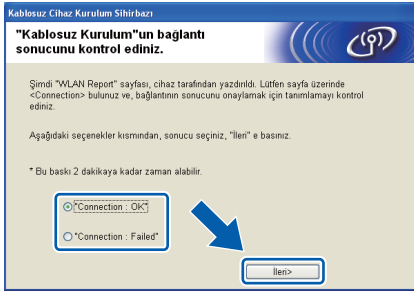 Kablosuz Cihaz Kurulum Sihirbazı
"Kablosuz Kurulum"un bağlantı
sonucunu kontrol ediniz.
Şimdi "WLAN Report" sayfası, cihaz tarafından yazdırıldı. Lütfen sayfa üzerinde
<Connection> bulunuz ve, bağlantının sonucunu onaylamak için tanımlamayı kontrol
ediniz.
Aşağıdaki seçenekler kısmından, sonucu seçiniz, "İleri" e basınız.
* Bu baskı 2 dakikaya kadar zaman alabilir.
"Connection : OK"
"Connection : Failed"
İleri>